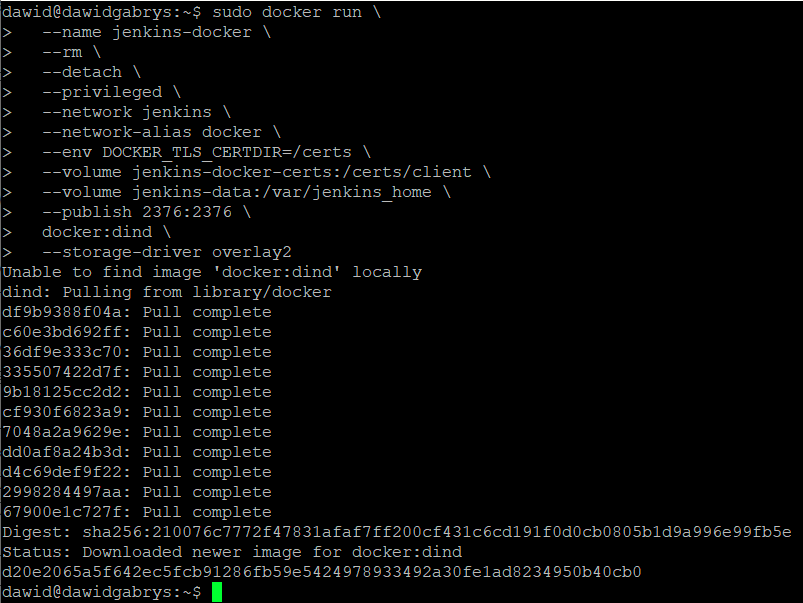 dawid@dawidgabrys:~$ sudo docker run \
>   --name jenkins-docker \
>   --rm \
>   --detach \
>   --privileged \
>   --network jenkins \
>   --network-alias docker \
>   --env DOCKER_TLS_CERTDIR=/certs \
>   --volume jenkins-docker-certs:/certs/client \
>   --volume jenkins-data:/var/jenkins_home \
>   --publish 2376:2376 \
>   docker:dind \
>   --storage-driver overlay2
Unable to find image 'docker:dind' locally
dind: Pulling from library/docker
df9b9388f04a: Pull complete
c60e3bd692ff: Pull complete
36df9e333c70: Pull complete
335507422d7f: Pull complete
9b18125cc2d2: Pull complete
cf930f6823a9: Pull complete
7048a2a9629e: Pull complete
dd0af8a24b3d: Pull complete
d4c69def9f22: Pull complete
2998284497aa: Pull complete
67900e1c727f: Pull complete
Digest: sha256:210076c7772f47831afaf7ff200cf431c6cd191f0d0cb0805b1d9a996e99fb5e
Status: Downloaded newer image for docker:dind
d20e2065a5f642ec5fcb91286fb59e5424978933492a30fe1ad8234950b40cb0
dawid@dawidgabrys:~$